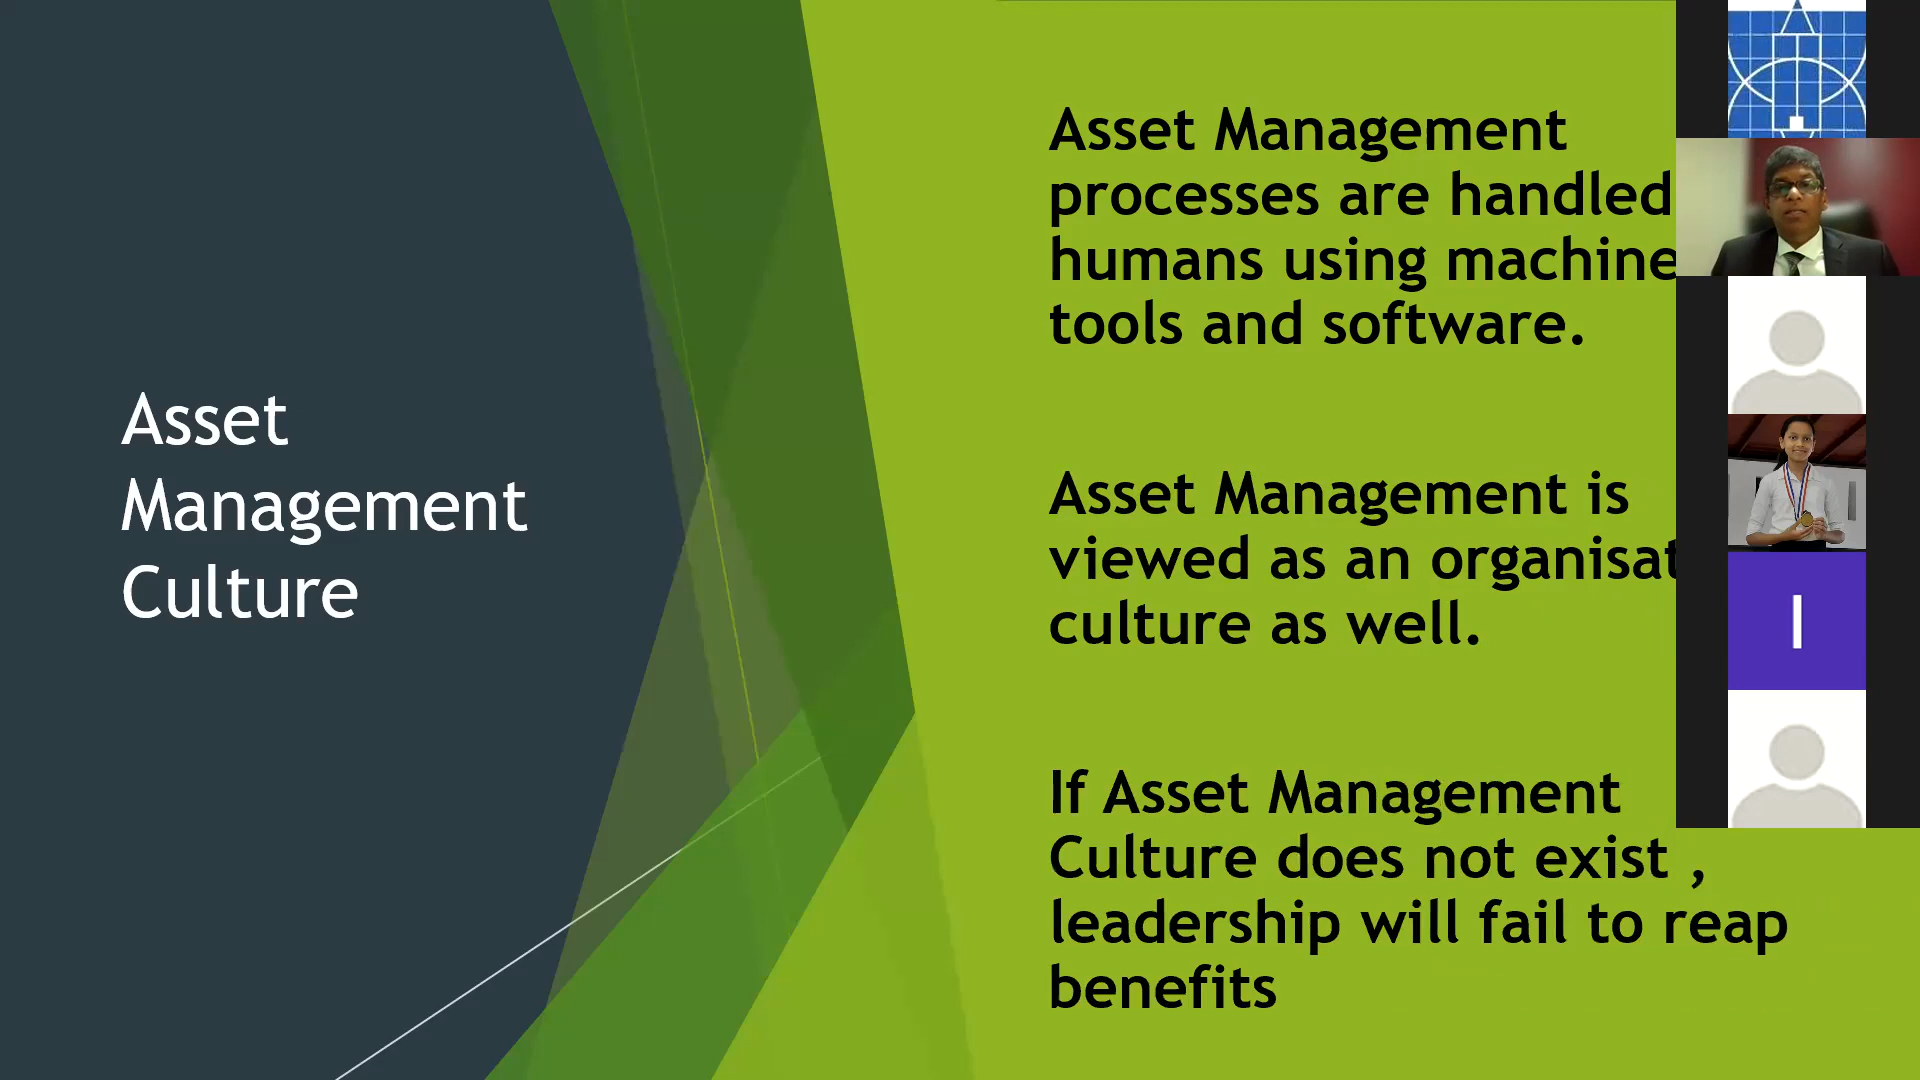 Asset
Management
Culture
Asset Management
processes are handled
humans using machine
tools and software.
Asset Management is
viewed as an organisat
culture as well.
If Asset Management
Culture does not exist ,
leadership will fail to reap
benefits
I